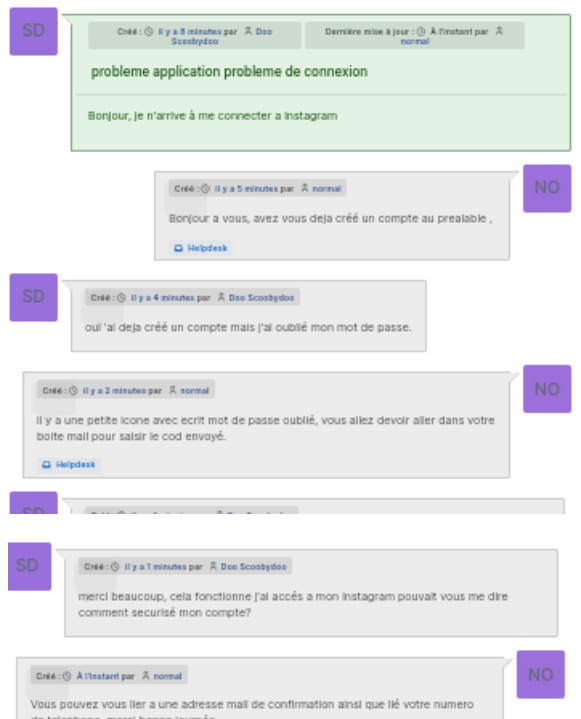 SD
Créé : il y a 8 minutes par Doo
Scoobydoo
Dernière mise à jour : À l'instant par
normal
probleme application probleme de connexion
Bonjour, je n'arrive à me connecter a instagram
NO
Créé : il y a 5 minutes par normal
Bonjour a vous, avez vous deja créé un compte au prealable ,
Helpdesk
SD
Créé : il y a 4 minutes par Doo Scoobydoo
oui 'ai deja créé un compte mais j'ai oublié mon mot de passe.
NO
Créé : il y a 2 minutes par normal
il y a une petite icone avec ecrit mot de passe oublié, vous allez devoir aller dans votre
boite mail pour saisir le cod envoyé.
Helpdesk
SD
SD
Créé : il y a 1 minutes par Doo Scoobydoo
merci beaucoup, cela fonctionne j'ai accés a mon instagram pouvait vous me dire
comment securisé mon compte?
NO
Créé : À l'instant par normal
Vous pouvez vous lier a une adresse mail de confirmation ainsi que lié votre numero
de telephone, merci bonne journée